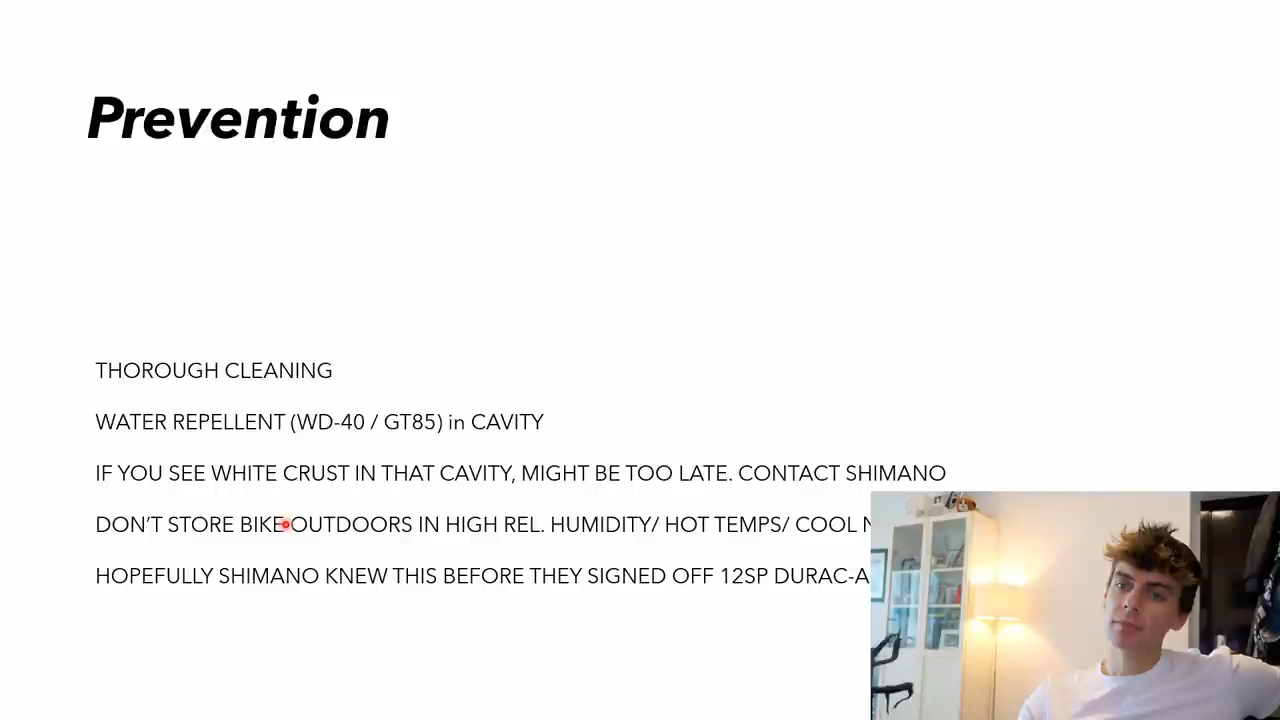 Prevention
THOROUGH CLEANING
WATER REPELLENT (WD-40 / GT85) in CAVITY
IF YOU SEE WHITE CRUST IN THAT CAVITY, MIGHT BE TOO LATE. CONTACT SHIMANO
DON'T STORE BIKE OUTDOORS IN HIGH REL. HUMIDITY/ HOT TEMPS/ COOL
HOPEFULLY SHIMANO KNEW THIS BEFORE THEY SIGNED OFF 12SP DURAC-A